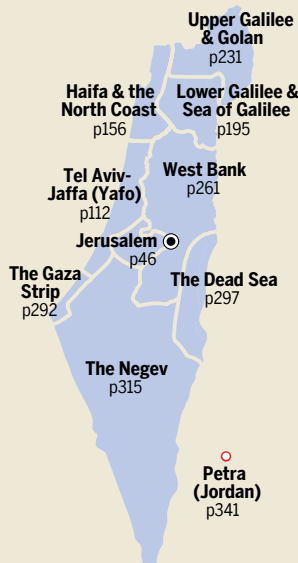 Upper Galilee
& Golan
p231
Haifa & the
North Coast
p156
Lower Galilee &
Sea of Galilee
p195
Tel Aviv-
Jaffa (Yafo)
p112
West Bank
p261
Jerusalem
p46
The Gaza
Strip
p292
The Dead Sea
p297
The Negev
p315
Petra
(Jordan)
p341